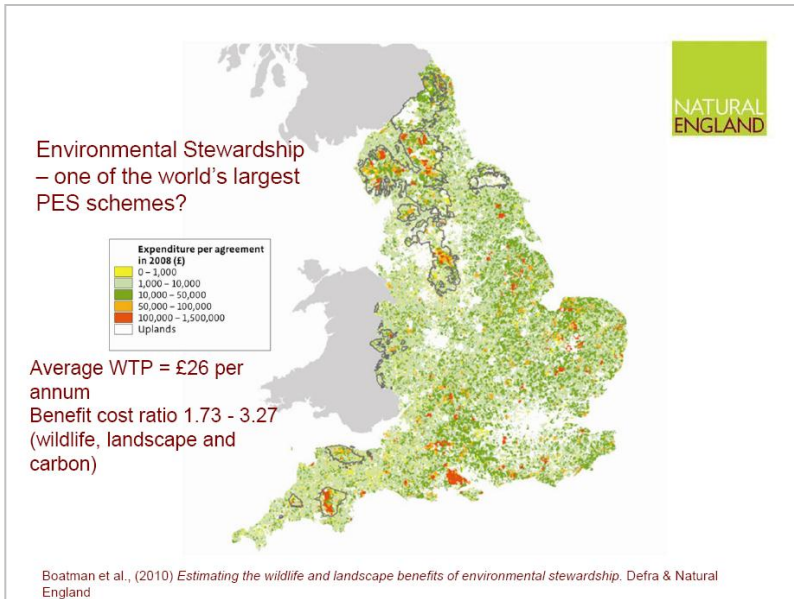 NATURAL
ENGLAND
Environmental Stewardship
– one of the world's largest
PES schemes?
Expenditure per agreement
in 2008 (£)
0 – 1,000
1,000 – 10,000
10,000 – 50,000
50,000 – 100,000
100,000 – 1,500,000
Uplands
Average WTP = £26 per
annum
Benefit cost ratio 1.73 - 3.27
(wildlife, landscape and
carbon)
Boatman et al., (2010) Estimating the wildlife and landscape benefits of environmental stewardship. Defra & Natural
England